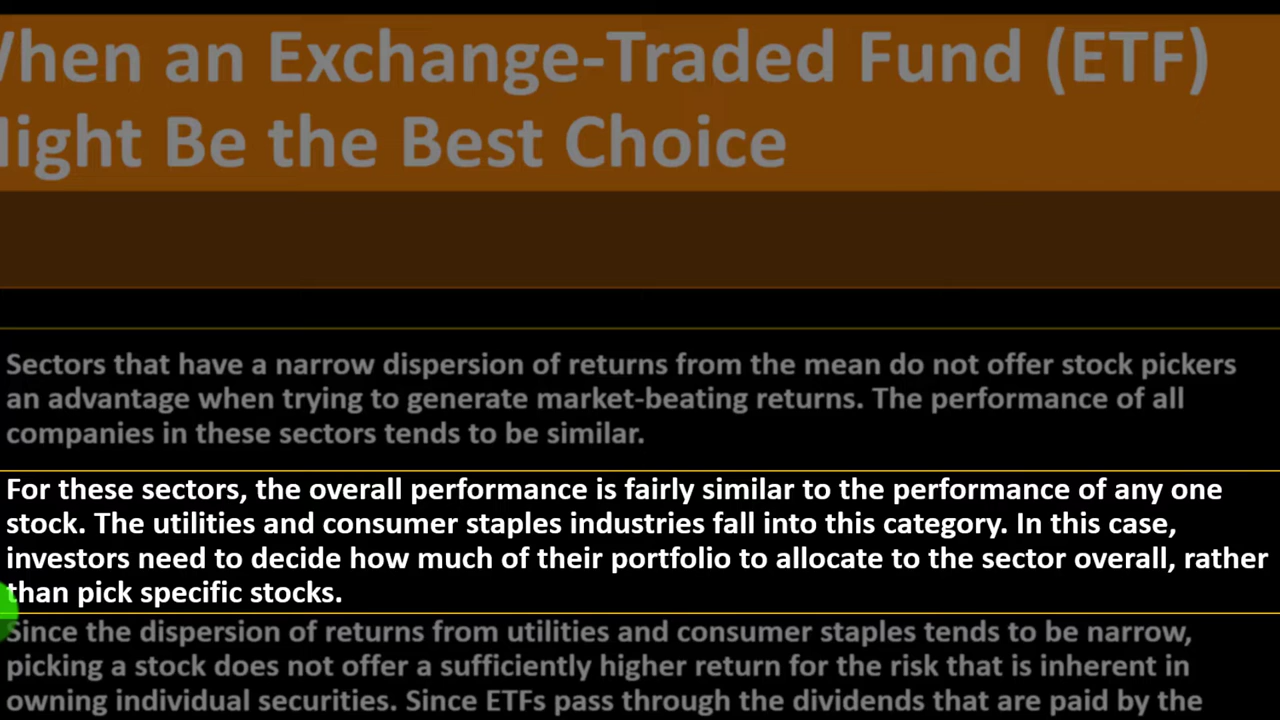 When an Exchange-Traded Fund (ETF)
Might Be the Best Choice
Sectors that have a narrow dispersion of returns from the mean do not offer stock pickers
an advantage when trying to generate market-beating returns. The performance of all
companies in these sectors tends to be similar.
For these sectors, the overall performance is fairly similar to the performance of any one
stock. The utilities and consumer staples industries fall into this category. In this case,
investors need to decide how much of their portfolio to allocate to the sector overall, rather
than pick specific stocks.
Since the dispersion of returns from utilities and consumer staples tends to be narrow,
picking a stock does not offer a sufficiently higher return for the risk that is inherent in
owning individual securities. Since ETFs pass through the dividends that are paid by the